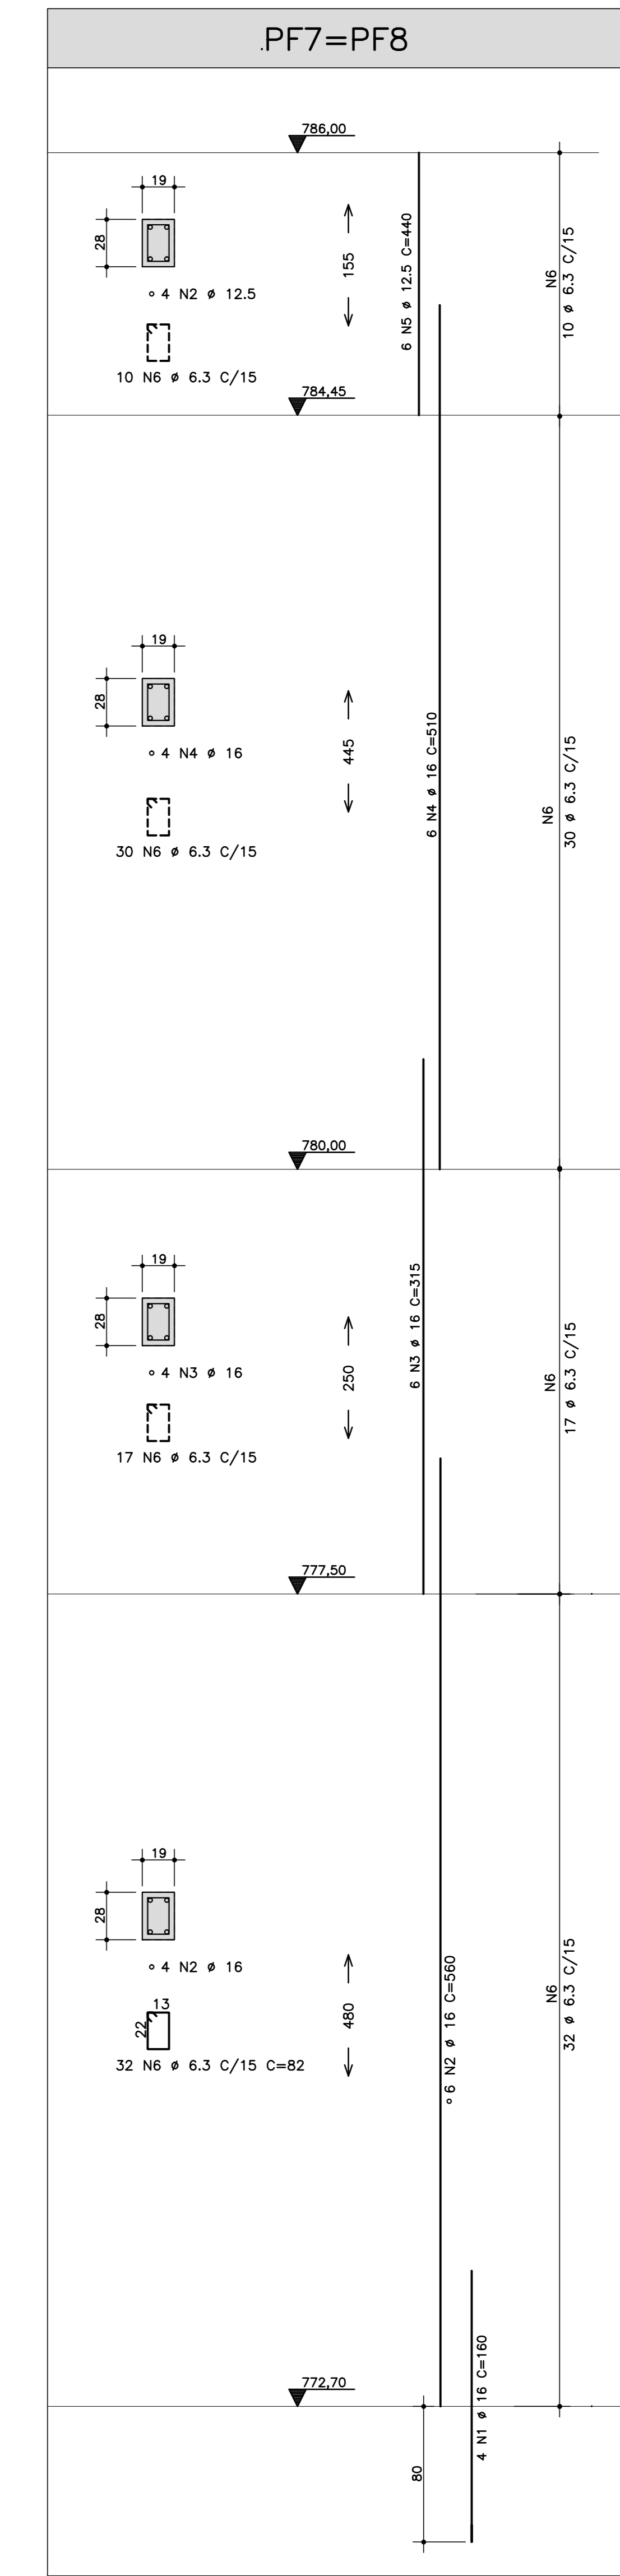 .PF7=PF8
786,00
19
28
4 N2 ø 12.5
10 N6 ø 6.3 C/15
155
6 N5 ø 12.5 C=440
N6
10 ø 6.3 C/15
784,45
19
28
4 N4 ø 16
30 N6 ø 6.3 C/15
445
6 N4 ø 16 C=510
N6
30 ø 6.3 C/15
780,00
19
28
4 N3 ø 16
17 N6 ø 6.3 C/15
250
6 N3 ø 16 C=315
N6
17 ø 6.3 C/15
777,50
19
28
4 N2 ø 16
13
22
32 N6 ø 6.3 C/15 C=82
480
6 N2 ø 16 C=560
N6
32 ø 6.3 C/15
772,70
80
4 N1 ø 16 C=160